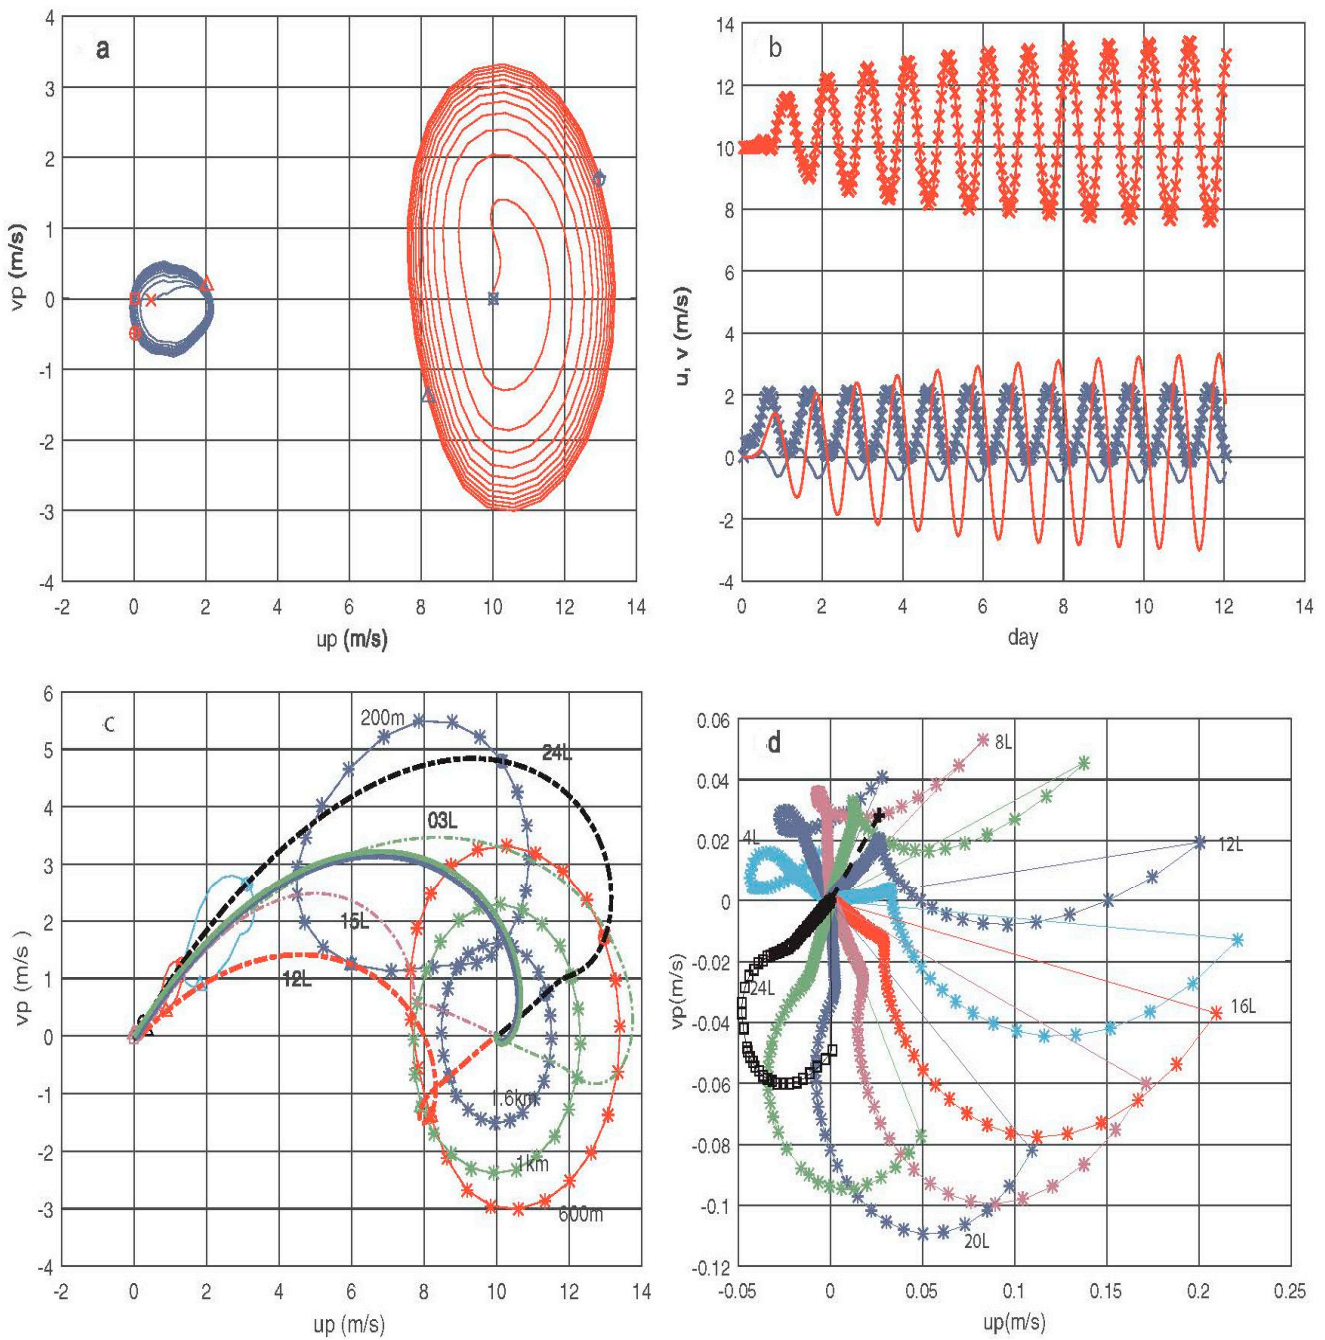 4
3
2
1
0
-1
-2
-3
-4
-2 0 2 4 6 8 10 12 14
vp (m/s)
up (m/s)
a
14
12
10
8
6
4
2
0
-2
-4
0 2 4 6 8 10 12 14
u, v (m/s)
day
b
6
5
4
3
2
1
0
-1
-2
-3
-4
-2 0 2 4 6 8 10 12 14
vp (m/s )
up (m/s)
c
200m
24L
03L
15L
12L
1.6km
1km
600m
0.06
0.04
0.02
0
-0.02
-0.04
-0.06
-0.08
-0.1
-0.12
-0.05 0 0.05 0.1 0.15 0.2 0.25
vp(m/s)
up(m/s)
d
8L
4L
12L
24L
16L
20L